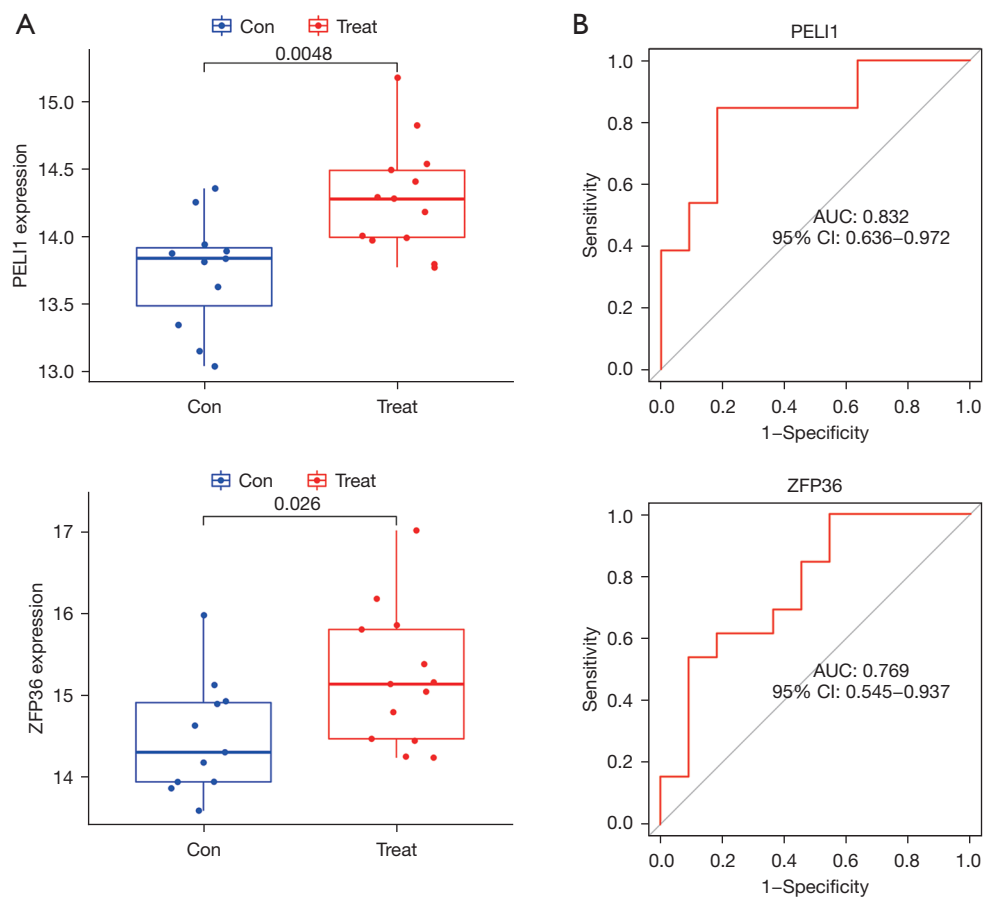 A
Con Treat
0.0048
PELI1 expression
15.0
14.5
14.0
13.5
13.0
Con Treat
B
PELI1
Sensitivity
1.0
0.8
0.6
0.4
0.2
0.0
AUC: 0.832
95% CI: 0.636–0.972
0.0 0.2 0.4 0.6 0.8 1.0
1–Specificity
Con Treat
0.026
ZFP36 expression
17
16
15
14
Con Treat
ZFP36
Sensitivity
1.0
0.8
0.6
0.4
0.2
0.0
AUC: 0.769
95% CI: 0.545–0.937
0.0 0.2 0.4 0.6 0.8 1.0
1–Specificity